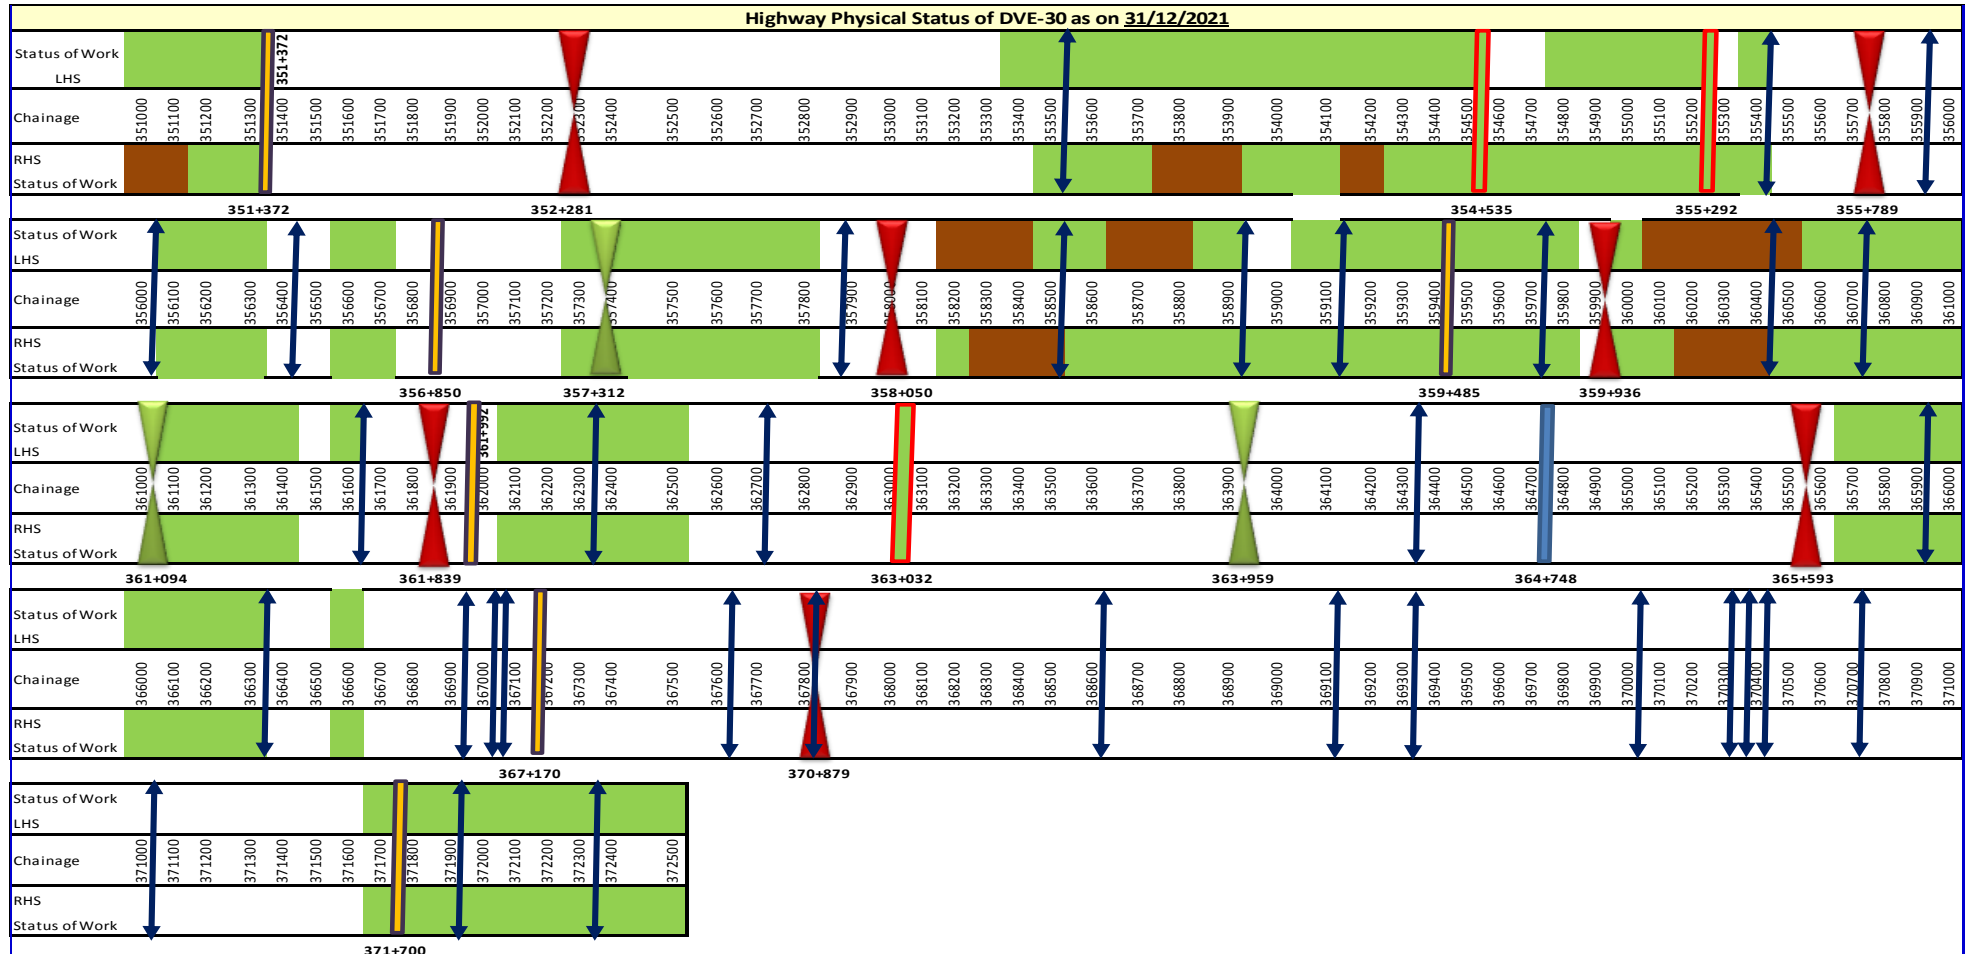 Highway Physical Status of DVE-30 as on 31/12/2021
Status of Work
LHS
351+372
Chainage 351000 351100 351200 351300 351400 351500 351600 351700 351800 351900 352000 352100 352200 352300 352400 352500 352600 352700 352800 352900 353000 353100 353200 353300 353400 353500 353600 353700 353800 353900 354000 354100 354200 354300 354400 354500 354600 354700 354800 354900 355000 355100 355200 355300 355400 355500 355600 355700 355800 355900 356000
RHS
Status of Work
351+372 352+281 354+535 355+292 355+789
Status of Work
LHS
Chainage 356000 356100 356200 356300 356400 356500 356600 356700 356800 356900 357000 357100 357200 357300 357400 357500 357600 357700 357800 357900 358000 358100 358200 358300 358400 358500 358600 358700 358800 358900 359000 359100 359200 359300 359400 359500 359600 359700 359800 359900 360000 360100 360200 360300 360400 360500 360600 360700 360800 360900 361000
RHS
Status of Work
356+850 357+312 358+050 359+485 359+936
Status of Work
LHS
361+992
Chainage 361000 361100 361200 361300 361400 361500 361600 361700 361800 361900 362000 362100 362200 362300 362400 362500 362600 362700 362800 362900 363000 363100 363200 363300 363400 363500 363600 363700 363800 363900 364000 364100 364200 364300 364400 364500 364600 364700 364800 364900 365000 365100 365200 365300 365400 365500 365600 365700 365800 365900 366000
RHS
Status of Work
361+094 361+839 363+032 363+959 364+748 365+593
Status of Work
LHS
Chainage 366000 366100 366200 366300 366400 366500 366600 366700 366800 366900 367000 367100 367200 367300 367400 367500 367600 367700 367800 367900 368000 368100 368200 368300 368400 368500 368600 368700 368800 368900 369000 369100 369200 369300 369400 369500 369600 369700 369800 369900 370000 370100 370200 370300 370400 370500 370600 370700 370800 370900 371000
RHS
Status of Work
367+170 370+879
Status of Work
LHS
Chainage 371000 371100 371200 371300 371400 371500 371600 371700 371800 371900 372000 372100 372200 372300 372400 372500
RHS
Status of Work
371+700